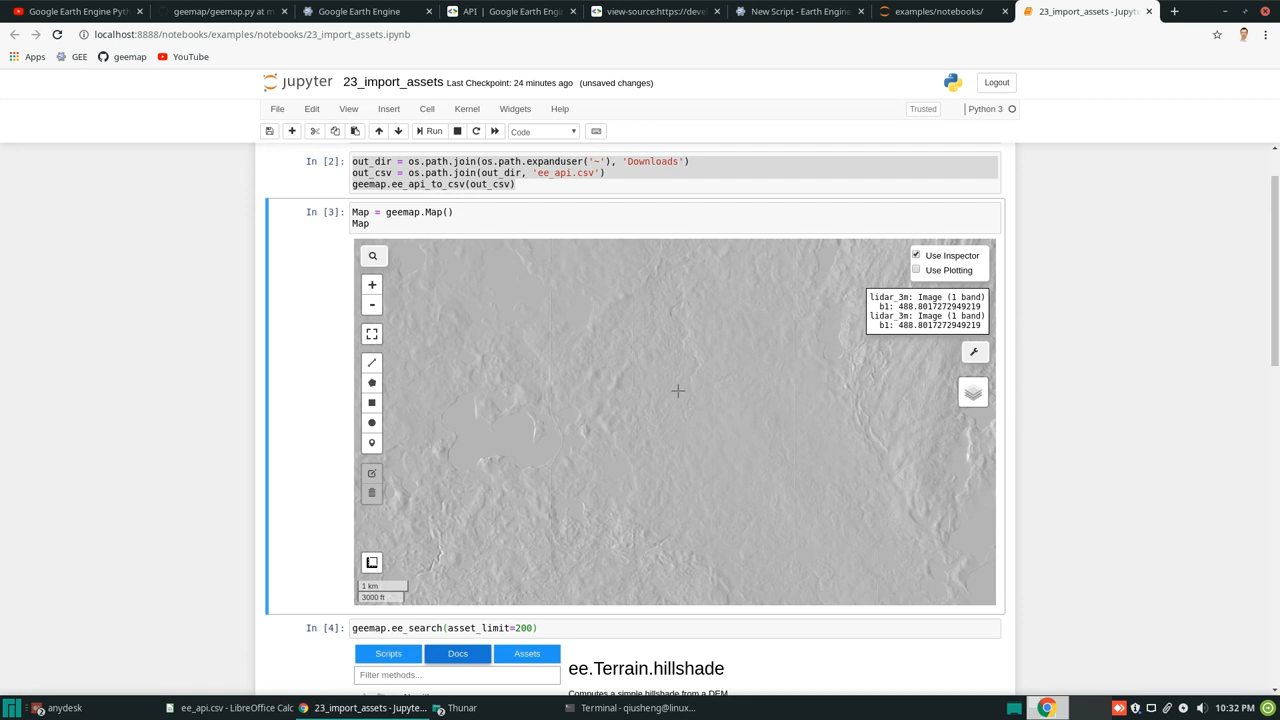 Google Earth Engine Pyth
geemap/geemap.py at m
Google Earth Engine
API | Google Earth Engin
view-source:https://devel
New Script - Earth Engine
examples/notebooks/
23_import_assets - Jupyte
localhost:8888/notebooks/examples/notebooks/23_import_assets.ipynb
Apps
GEE
geemap
YouTube
jupyter
23_import_assets
Last Checkpoint: 24 minutes ago
(unsaved changes)
Logout
File
Edit
View
Insert
Cell
Kernel
Widgets
Help
Trusted
Python 3
Run
Code
In [2]:
out_dir = os.path.join(os.path.expanduser('~'), 'Downloads')
out_csv = os.path.join(out_dir, 'ee_api.csv')
geemap.ee_api_to_csv(out_csv)
In [3]:
Map = geemap.Map()
Map
Use Inspector
Use Plotting
lidar_3m: Image (1 band)
b1: 488.8017272949219
lidar_3m: Image (1 band)
b1: 488.8017272949219
1 km
3000 ft
In [4]:
geemap.ee_search(asset_limit=200)
Scripts
Docs
Assets
Filter methods...
ee.Terrain.hillshade
Computes a simple hillshade from a DEM.
anydesk
ee_api.csv - LibreOffice Calc
23_import_assets - Jupyte...
Thunar
Terminal - qiusheng@linux...
10:32 PM